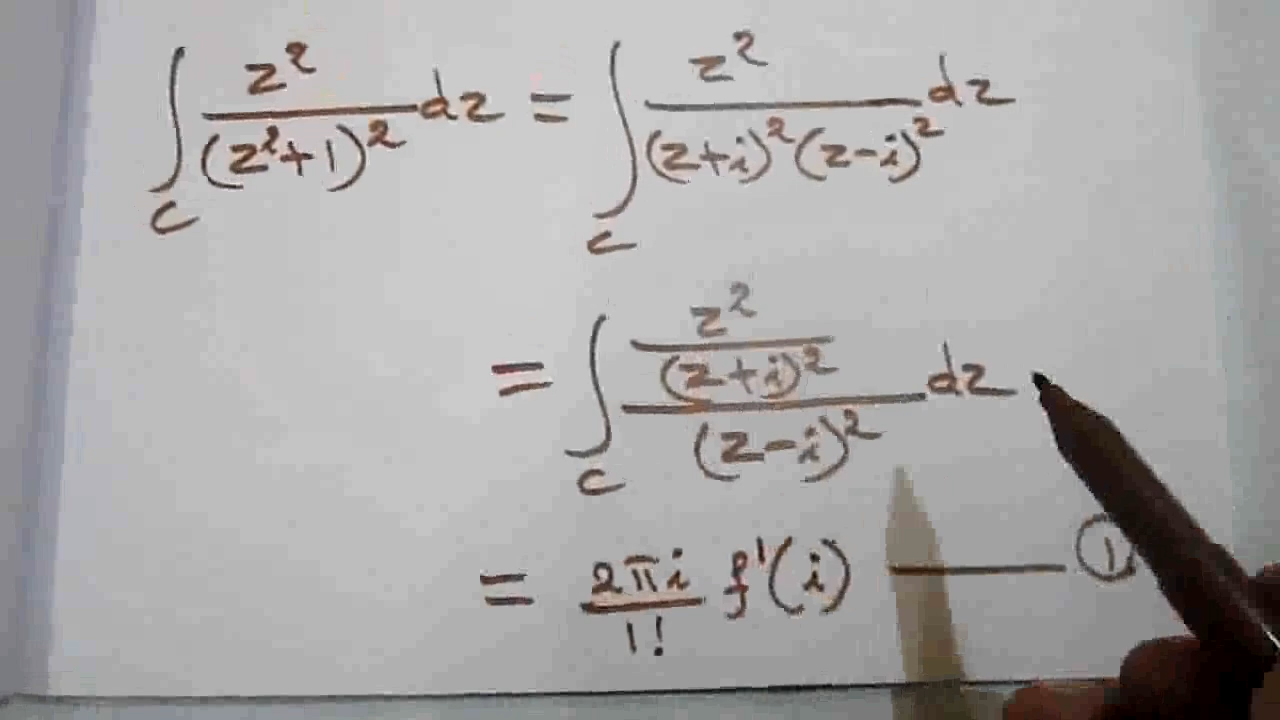 ∫_C z²/(z²+1)² dz = ∫_C z²/((z+i)²(z-i)²) dz
= ∫_C (z²/(z+i)²)/(z-i)² dz
= 2πi/1! f'(i) —— ①